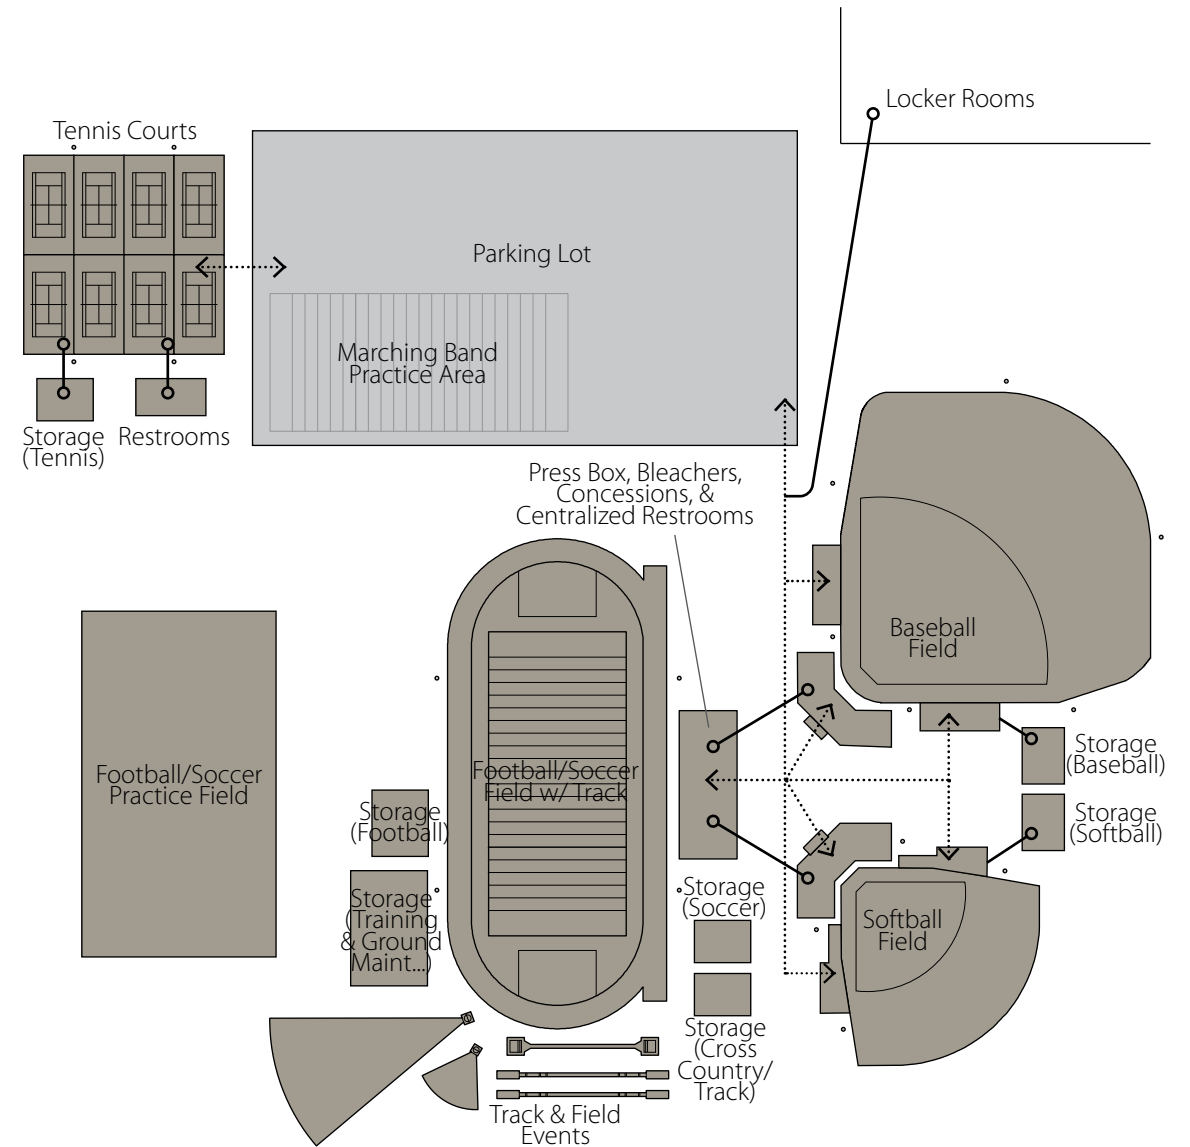 Locker Rooms
Tennis Courts
Parking Lot
Marching Band
Practice Area
Storage
(Tennis)
Restrooms
Press Box, Bleachers,
Concessions, &
Centralized Restrooms
Baseball
Field
Football/Soccer
Practice Field
Football/Soccer
Field w/ Track
Storage
(Baseball)
Storage
(Football)
Storage
(Softball)
Storage
(Training
& Ground
Maint...)
Storage
(Soccer)
Softball
Field
Storage
(Cross
Country/
Track)
Track & Field
Events